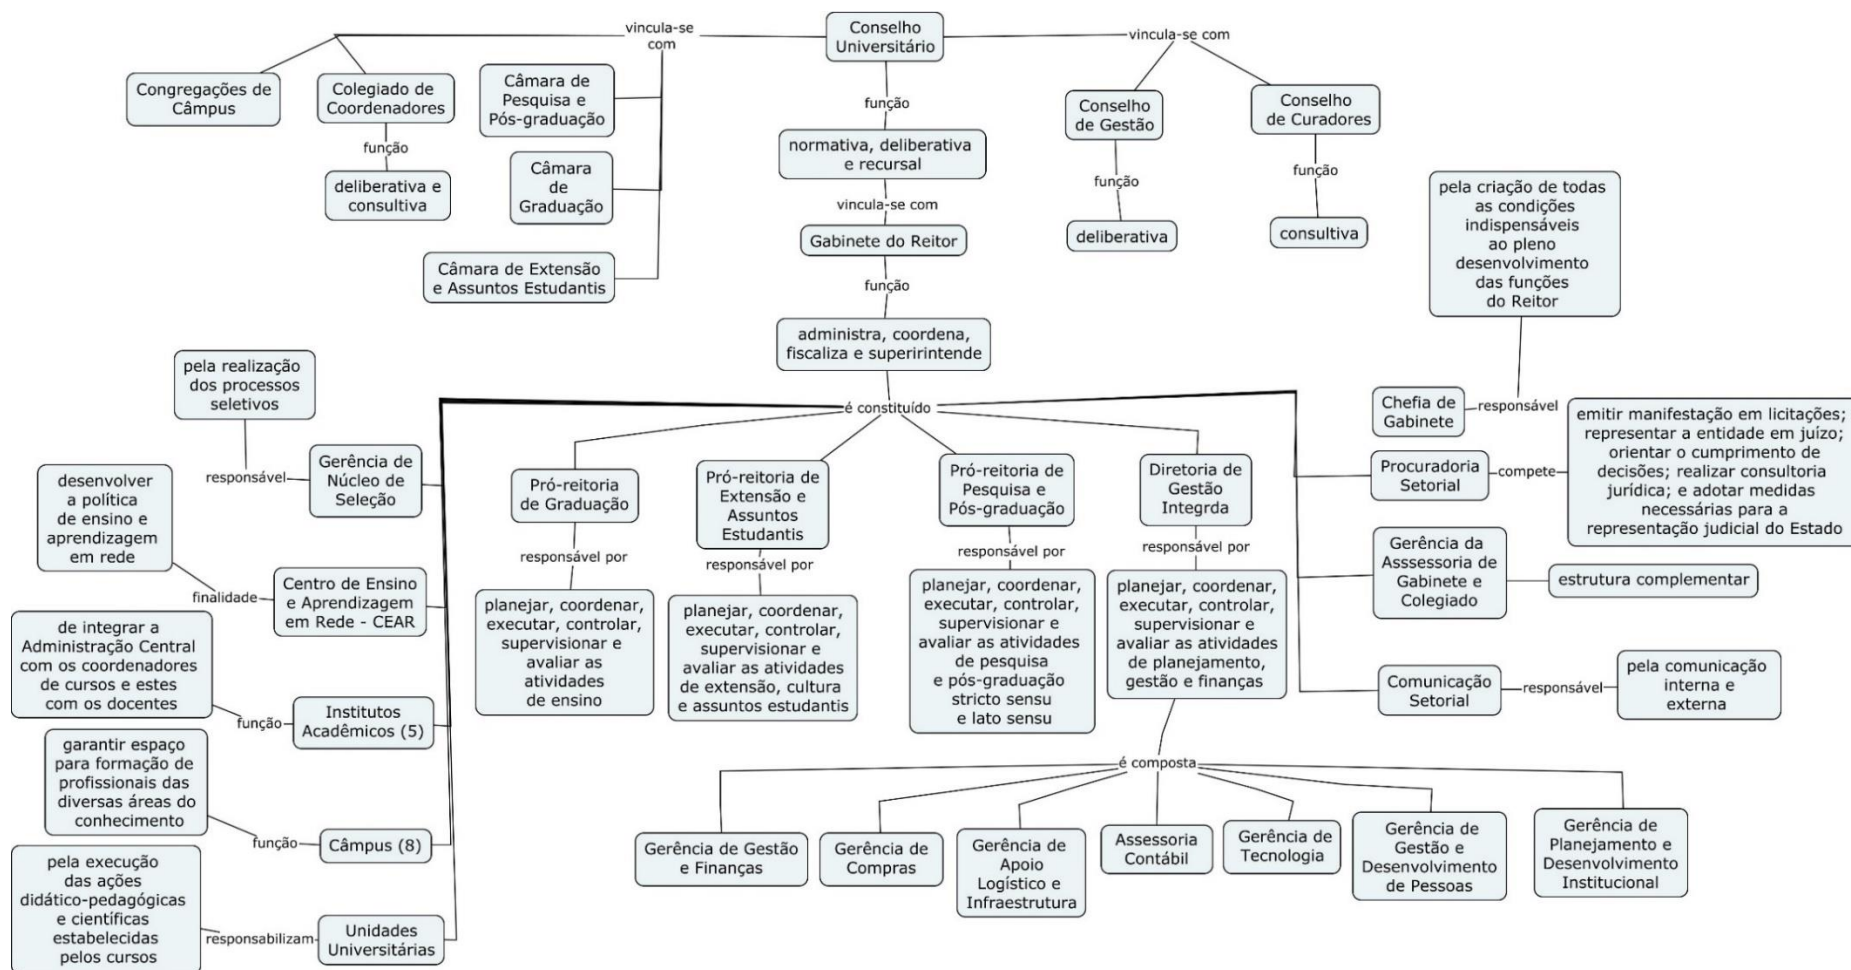 vincula-se
com
Conselho
Universitário
vincula-se com
Congregações de
Câmpus
Colegiado de
Coordenadores
função
deliberativa e
consultiva
Câmara de
Pesquisa e
Pós-graduação
Câmara
de
Graduação
Câmara de Extensão
e Assuntos Estudantis
função
normativa, deliberativa
e recursal
vincula-se com
Gabinete do Reitor
função
administra, coordena,
fiscaliza e superirintende
Conselho
de Gestão
função
deliberativa
Conselho
de Curadores
função
consultiva
pela criação de todas
as condições
indispensáveis
ao pleno
desenvolvimento
das funções
do Reitor
Chefia de
Gabinete
responsável
é constituído
pela realização
dos processos
seletivos
responsável
Gerência de
Núcleo de
Seleção
desenvolver
a política
de ensino e
aprendizagem
em rede
finalidade
Centro de Ensino
e Aprendizagem
em Rede - CEAR
de integrar a
Administração Central
com os coordenadores
de cursos e estes
com os docentes
função
Institutos
Acadêmicos (5)
garantir espaço
para formação de
profissionais das
diversas áreas do
conhecimento
função
Câmpus (8)
pela execução
das ações
didático-pedagógicas
e científicas
estabelecidas
pelos cursos
responsabilizam
Unidades
Universitárias
Pró-reitoria
de Graduação
responsável por
planejar, coordenar,
executar, controlar,
supervisionar e
avaliar as
atividades
de ensino
Pró-reitoria de
Extensão e
Assuntos
Estudantis
responsável por
planejar, coordenar,
executar, controlar,
supervisionar e
avaliar as atividades
de extensão, cultura
e assuntos estudantis
Pró-reitoria de
Pesquisa e
Pós-graduação
responsável por
planejar, coordenar,
executar, controlar,
supervisionar e
avaliar as atividades
de pesquisa
e pós-graduação
stricto sensu
e lato sensu
Diretoria de
Gestão
Integrda
responsável por
planejar, coordenar,
executar, controlar,
supervisionar e
avaliar as atividades
de planejamento,
gestão e finanças
Procuradoria
Setorial
compete
emitir manifestação em licitações;
representar a entidade em juízo;
orientar o cumprimento de
decisões; realizar consultoria
jurídica; e adotar medidas
necessárias para a
representação judicial do Estado
Gerência da
Asssessoria de
Gabinete e
Colegiado
estrutura complementar
Comunicação
Setorial
responsável
pela comunicação
interna e
externa
é composta
Gerência de Gestão
e Finanças
Gerência de
Compras
Gerência de
Apoio
Logístico e
Infraestrutura
Assessoria
Contábil
Gerência de
Tecnologia
Gerência de
Gestão e
Desenvolvimento
de Pessoas
Gerência de
Planejamento e
Desenvolvimento
Institucional